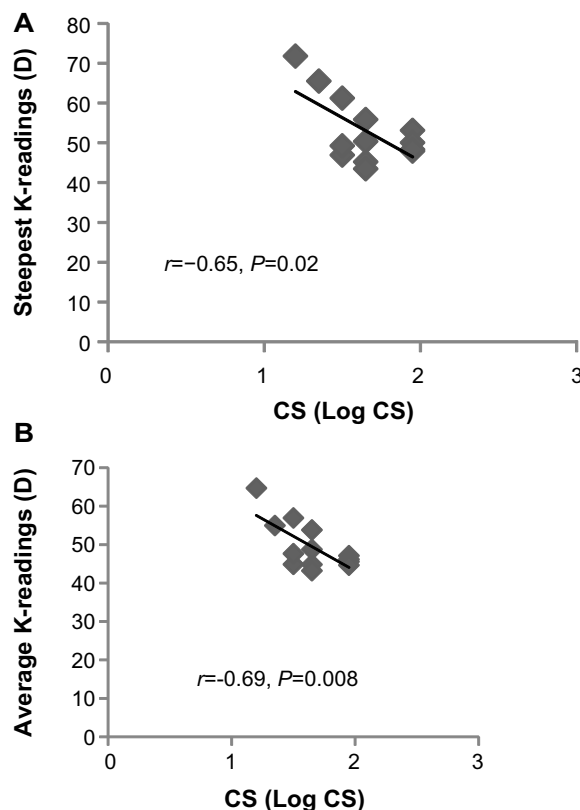 A
Steepest K-readings (D)
80
70
60
50
40
30
20
10
0
r=−0.65, P=0.02
0 1 2 3
CS (Log CS)
B
Average K-readings (D)
70
60
50
40
30
20
10
0
r=-0.69, P=0.008
0 1 2 3
CS (Log CS)